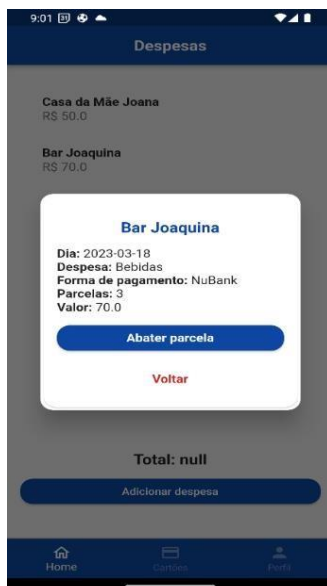 9:01
Despesas
Casa da Mãe Joana
R$ 50.0
Bar Joaquina
R$ 70.0
Bar Joaquina
Dia: 2023-03-18
Despesa: Bebidas
Forma de pagamento: NuBank
Parcelas: 3
Valor: 70.0
Abater parcela
Voltar
Total: null
Adicionar despesa
Home Cartões Perfil